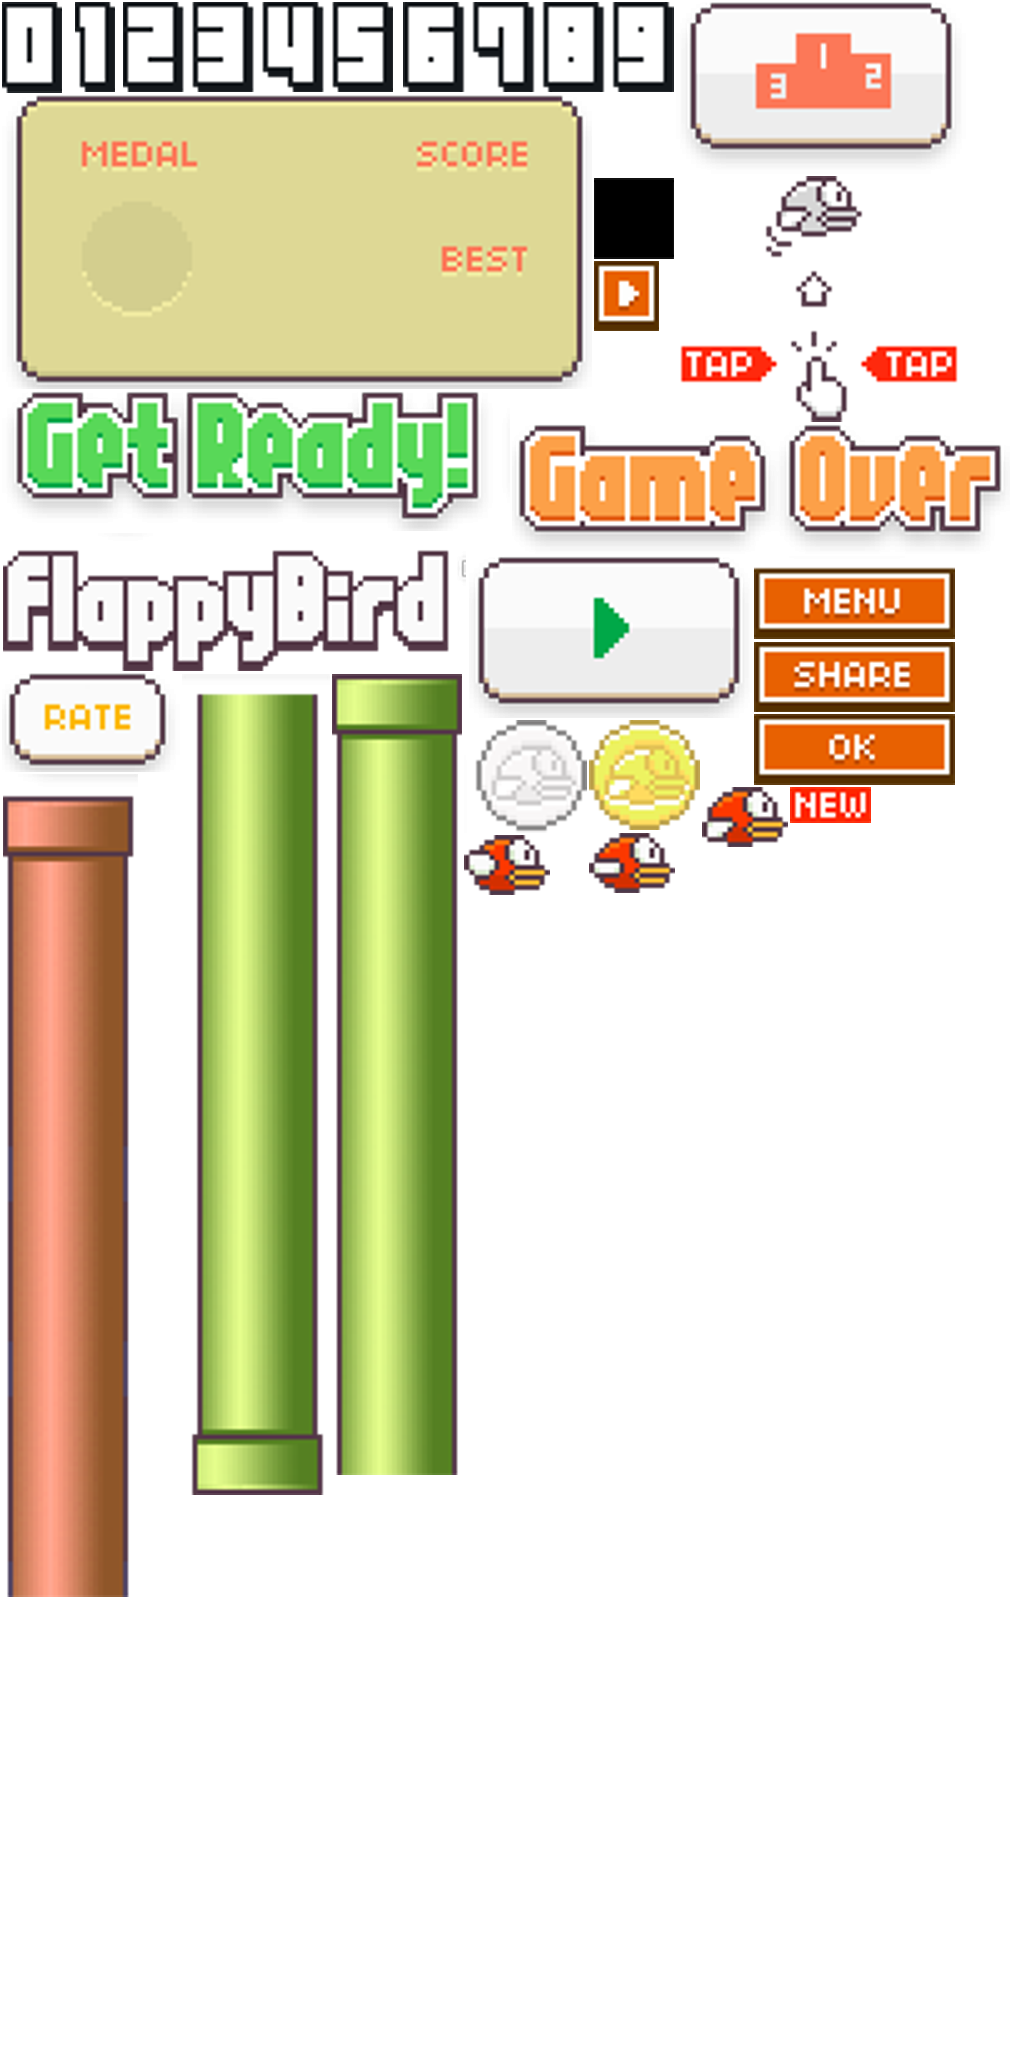 0123456789
3 1 2
MEDAL SCORE
BEST
TAP TAP
Get Ready!
Game Over
FlappyBird
MENU
SHARE
RATE
OK
NEW